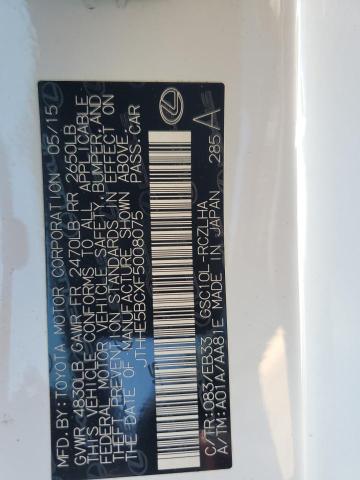 MFD.BY:TOYOTA MOTOR CORPORATION 05/15
GVWR 4830LB GAWR-FR 2470LB RR 2650LB
THIS VEHICLE CONFORMS TO ALL APPLICABLE
FEDERAL MOTOR VEHICLE SAFETY,BUMPER,AND
THEFT PREVENTION STANDARDS IN EFFECT ON
THE DATE OF MANUFACTURE SHOWN ABOVE.
JTHHE5BCXF5008075 PASS.CAR
C/TR:083/EB33 GSC10L -RCZLHA
A/TM:A01A/AA81E MADE IN JAPAN 285 A